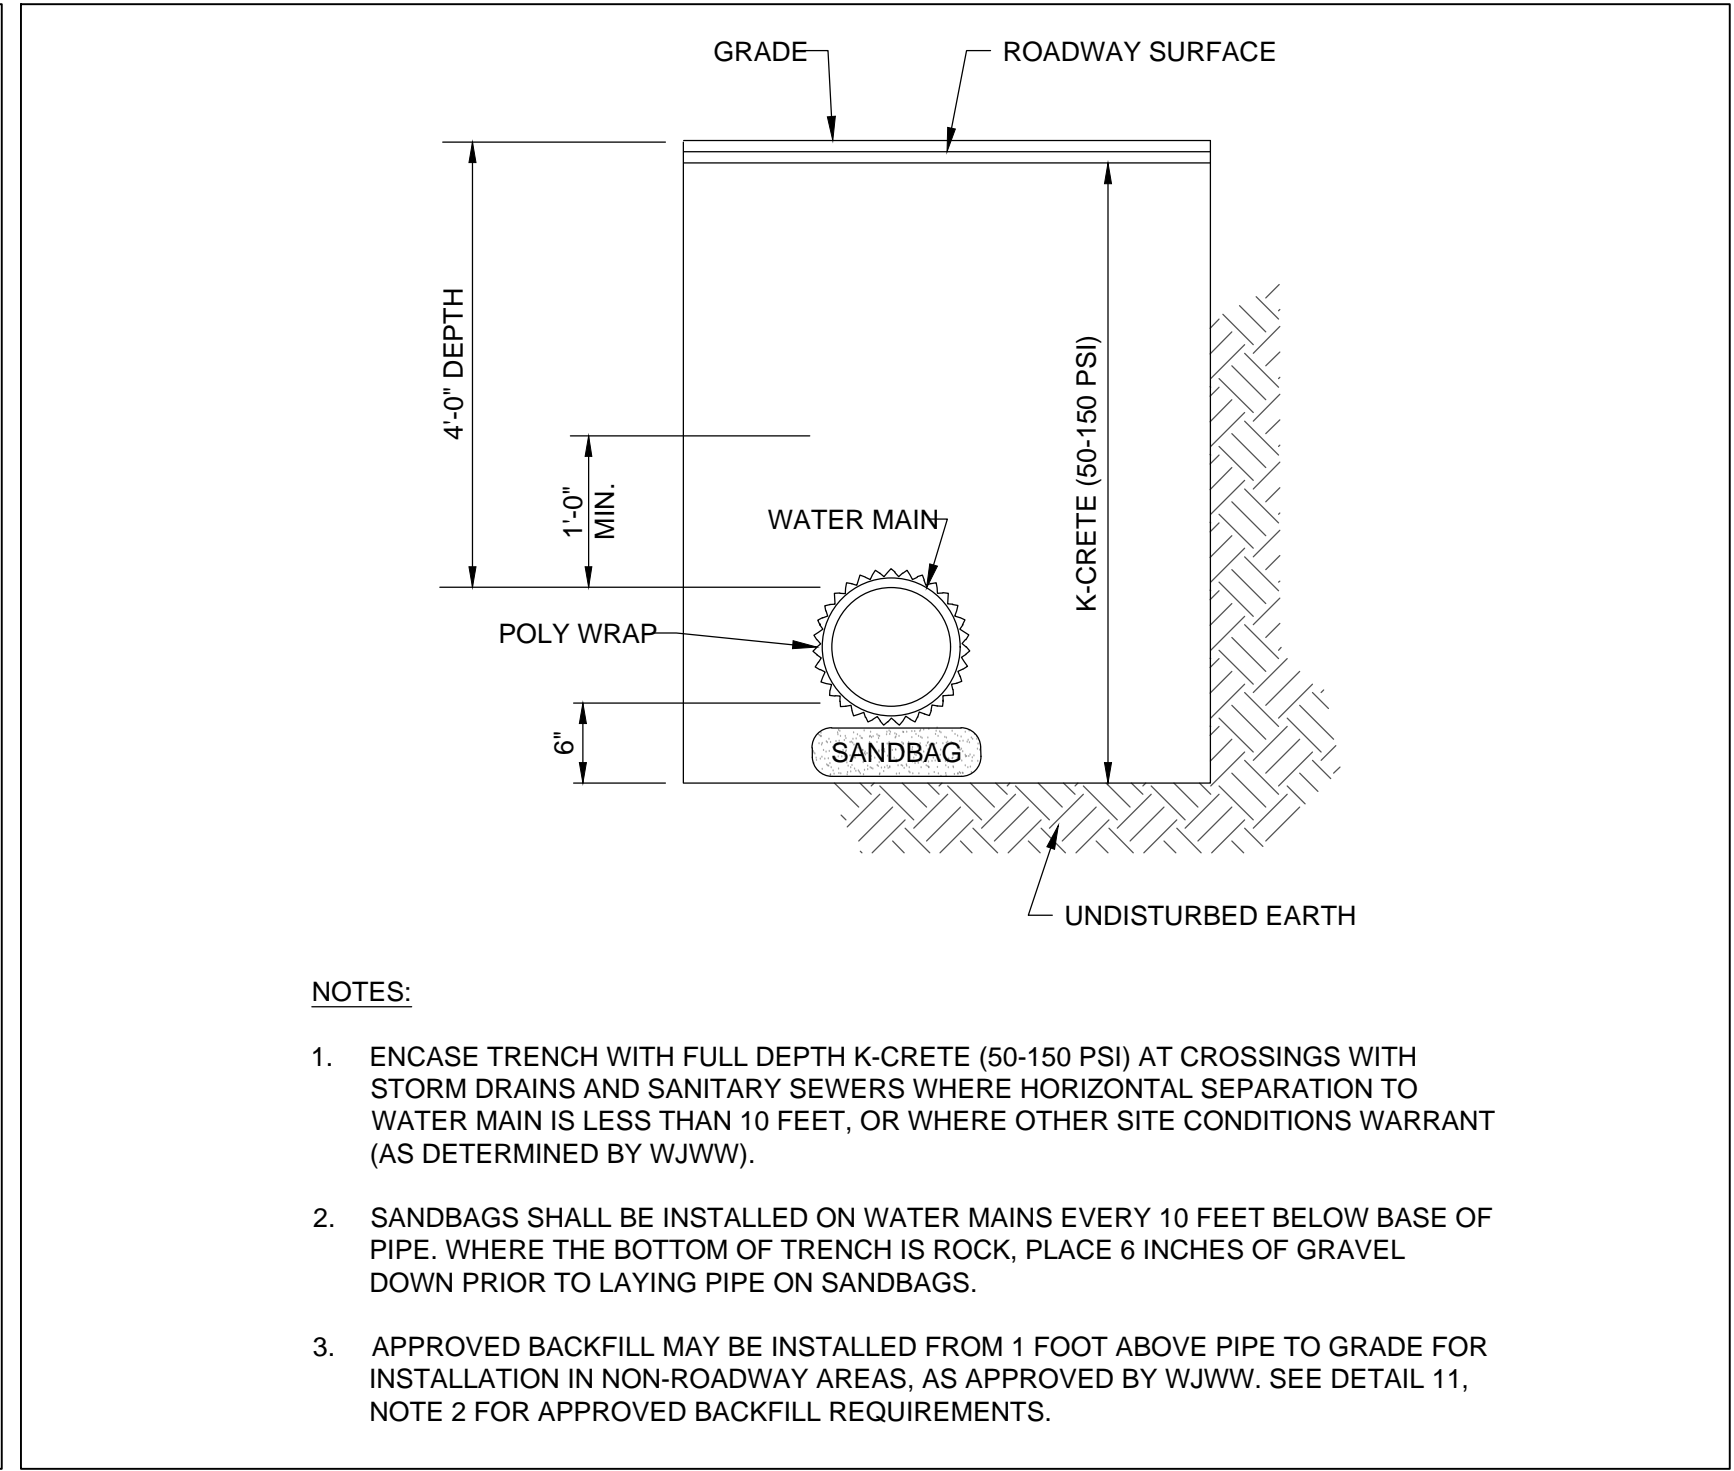 GRADE
ROADWAY SURFACE
4'-0" DEPTH
1'-0"
MIN.
K-CRETE (50-150 PSI)
WATER MAIN
POLY WRAP
6"
SANDBAG
UNDISTURBED EARTH
NOTES:
1. ENCASE TRENCH WITH FULL DEPTH K-CRETE (50-150 PSI) AT CROSSINGS WITH
STORM DRAINS AND SANITARY SEWERS WHERE HORIZONTAL SEPARATION TO
WATER MAIN IS LESS THAN 10 FEET, OR WHERE OTHER SITE CONDITIONS WARRANT
(AS DETERMINED BY WJWW).
2. SANDBAGS SHALL BE INSTALLED ON WATER MAINS EVERY 10 FEET BELOW BASE OF
PIPE. WHERE THE BOTTOM OF TRENCH IS ROCK, PLACE 6 INCHES OF GRAVEL
DOWN PRIOR TO LAYING PIPE ON SANDBAGS.
3. APPROVED BACKFILL MAY BE INSTALLED FROM 1 FOOT ABOVE PIPE TO GRADE FOR
INSTALLATION IN NON-ROADWAY AREAS, AS APPROVED BY WJWW. SEE DETAIL 11,
NOTE 2 FOR APPROVED BACKFILL REQUIREMENTS.